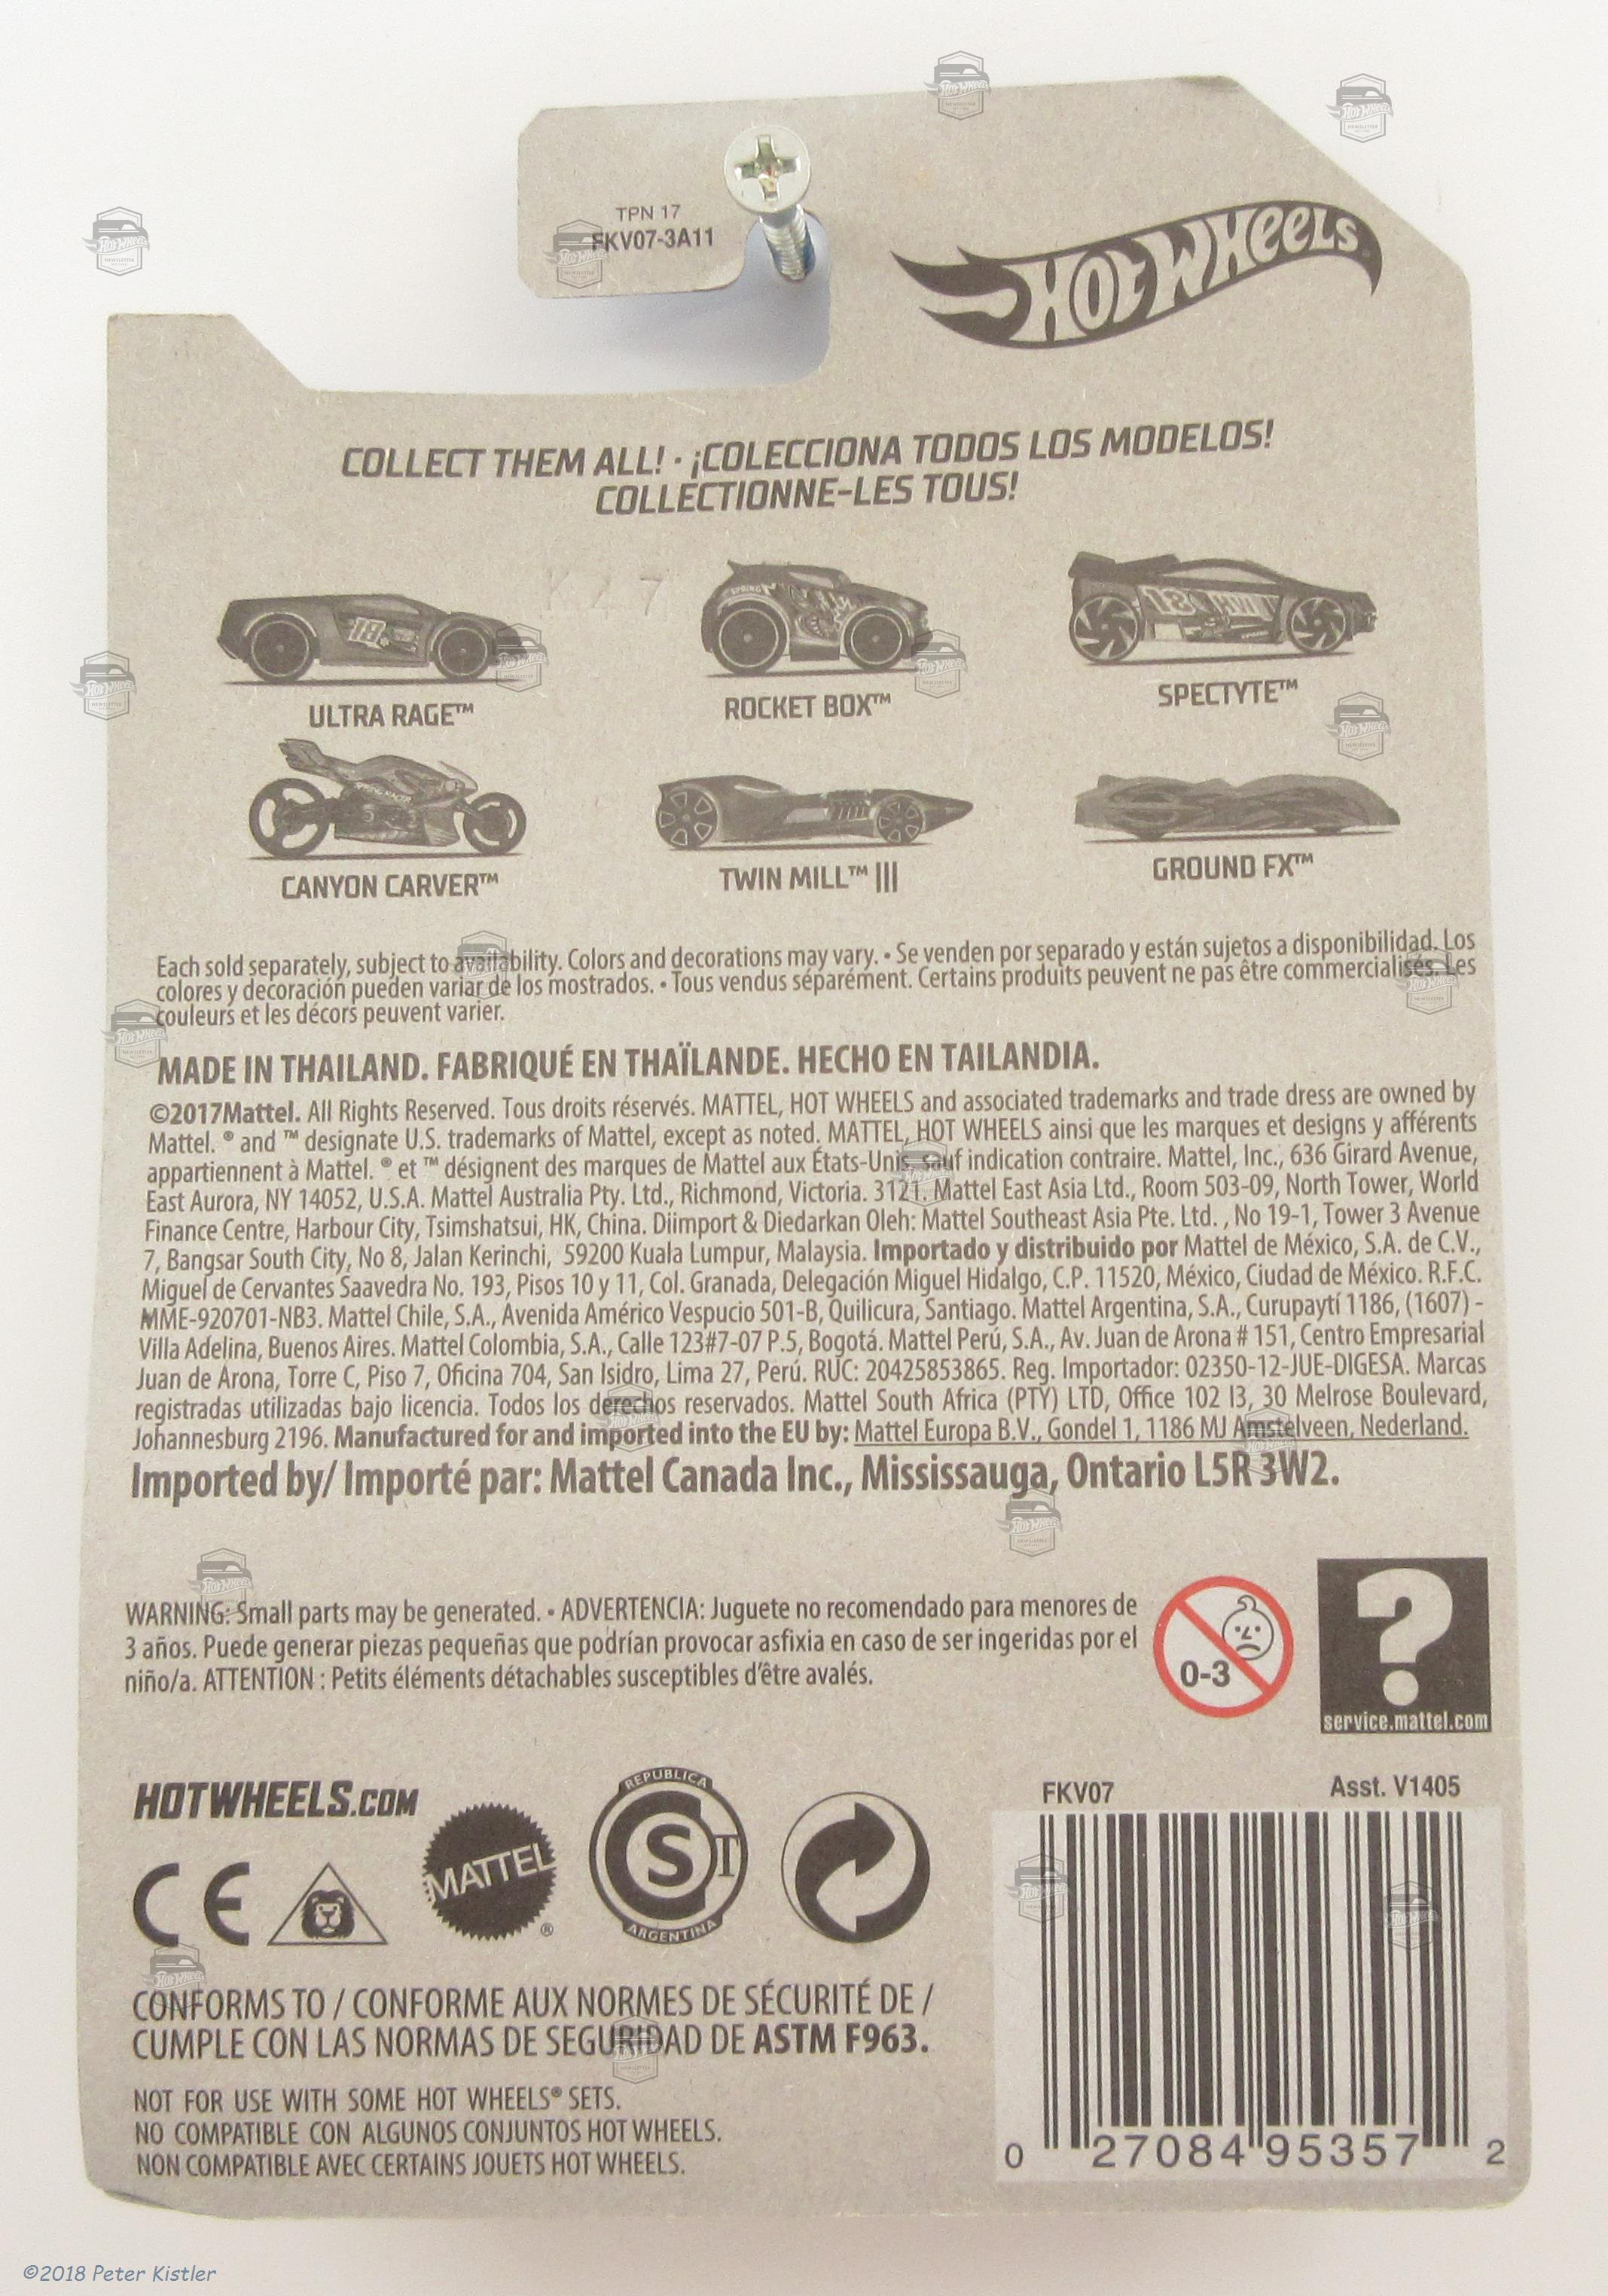 TPN 17
FKV07-3A11
HOT WHEELS
COLLECT THEM ALL! · ¡COLECCIONA TODOS LOS MODELOS!
COLLECTIONNE-LES TOUS!
K47
18
SPRING
18
ULTRA RAGE™
ROCKET BOX™
SPECTYTE™
CANYON CARVER™
TWIN MILL™ III
GROUND FX™
Each sold separately, subject to availability. Colors and decorations may vary. • Se venden por separado y están sujetos a disponibilidad. Los
colores y decoración pueden variar de los mostrados. • Tous vendus séparément. Certains produits peuvent ne pas être commercialisés. Les
couleurs et les décors peuvent varier.
MADE IN THAILAND. FABRIQUÉ EN THAÏLANDE. HECHO EN TAILANDIA.
©2017Mattel. All Rights Reserved. Tous droits réservés. MATTEL, HOT WHEELS and associated trademarks and trade dress are owned by
Mattel. ® and ™ designate U.S. trademarks of Mattel, except as noted. MATTEL, HOT WHEELS ainsi que les marques et designs y afférents
appartiennent à Mattel. ® et ™ désignent des marques de Mattel aux États-Unis, sauf indication contraire. Mattel, Inc., 636 Girard Avenue,
East Aurora, NY 14052, U.S.A. Mattel Australia Pty. Ltd., Richmond, Victoria. 3121. Mattel East Asia Ltd., Room 503-09, North Tower, World
Finance Centre, Harbour City, Tsimshatsui, HK, China. Diimport & Diedarkan Oleh: Mattel Southeast Asia Pte. Ltd. , No 19-1, Tower 3 Avenue
7, Bangsar South City, No 8, Jalan Kerinchi, 59200 Kuala Lumpur, Malaysia. Importado y distribuido por Mattel de México, S.A. de C.V.,
Miguel de Cervantes Saavedra No. 193, Pisos 10 y 11, Col. Granada, Delegación Miguel Hidalgo, C.P. 11520, México, Ciudad de México. R.F.C.
MME-920701-NB3. Mattel Chile, S.A., Avenida Américo Vespucio 501-B, Quilicura, Santiago. Mattel Argentina, S.A., Curupaytí 1186, (1607) -
Villa Adelina, Buenos Aires. Mattel Colombia, S.A., Calle 123#7-07 P.5, Bogotá. Mattel Perú, S.A., Av. Juan de Arona # 151, Centro Empresarial
Juan de Arona, Torre C, Piso 7, Oficina 704, San Isidro, Lima 27, Perú. RUC: 20425853865. Reg. Importador: 02350-12-JUE-DIGESA. Marcas
registradas utilizadas bajo licencia. Todos los derechos reservados. Mattel South Africa (PTY) LTD, Office 102 I3, 30 Melrose Boulevard,
Johannesburg 2196. Manufactured for and imported into the EU by: Mattel Europa B.V., Gondel 1, 1186 MJ Amstelveen, Nederland.
Imported by/ Importé par: Mattel Canada Inc., Mississauga, Ontario L5R 3W2.
WARNING: Small parts may be generated. • ADVERTENCIA: Juguete no recomendado para menores de
3 años. Puede generar piezas pequeñas que podrían provocar asfixia en caso de ser ingeridas por el
niño/a. ATTENTION : Petits éléments détachables susceptibles d'être avalés.
0-3
?
service.mattel.com
HOTWHEELS.COM
CE
MATTEL®
REPUBLICA
CST
ARGENTINA
FKV07
Asst. V1405
CONFORMS TO / CONFORME AUX NORMES DE SÉCURITÉ DE /
CUMPLE CON LAS NORMAS DE SEGURIDAD DE ASTM F963.
NOT FOR USE WITH SOME HOT WHEELS® SETS.
NO COMPATIBLE CON ALGUNOS CONJUNTOS HOT WHEELS.
NON COMPATIBLE AVEC CERTAINS JOUETS HOT WHEELS.
0 27084 95357 2
©2018 Peter Kistler